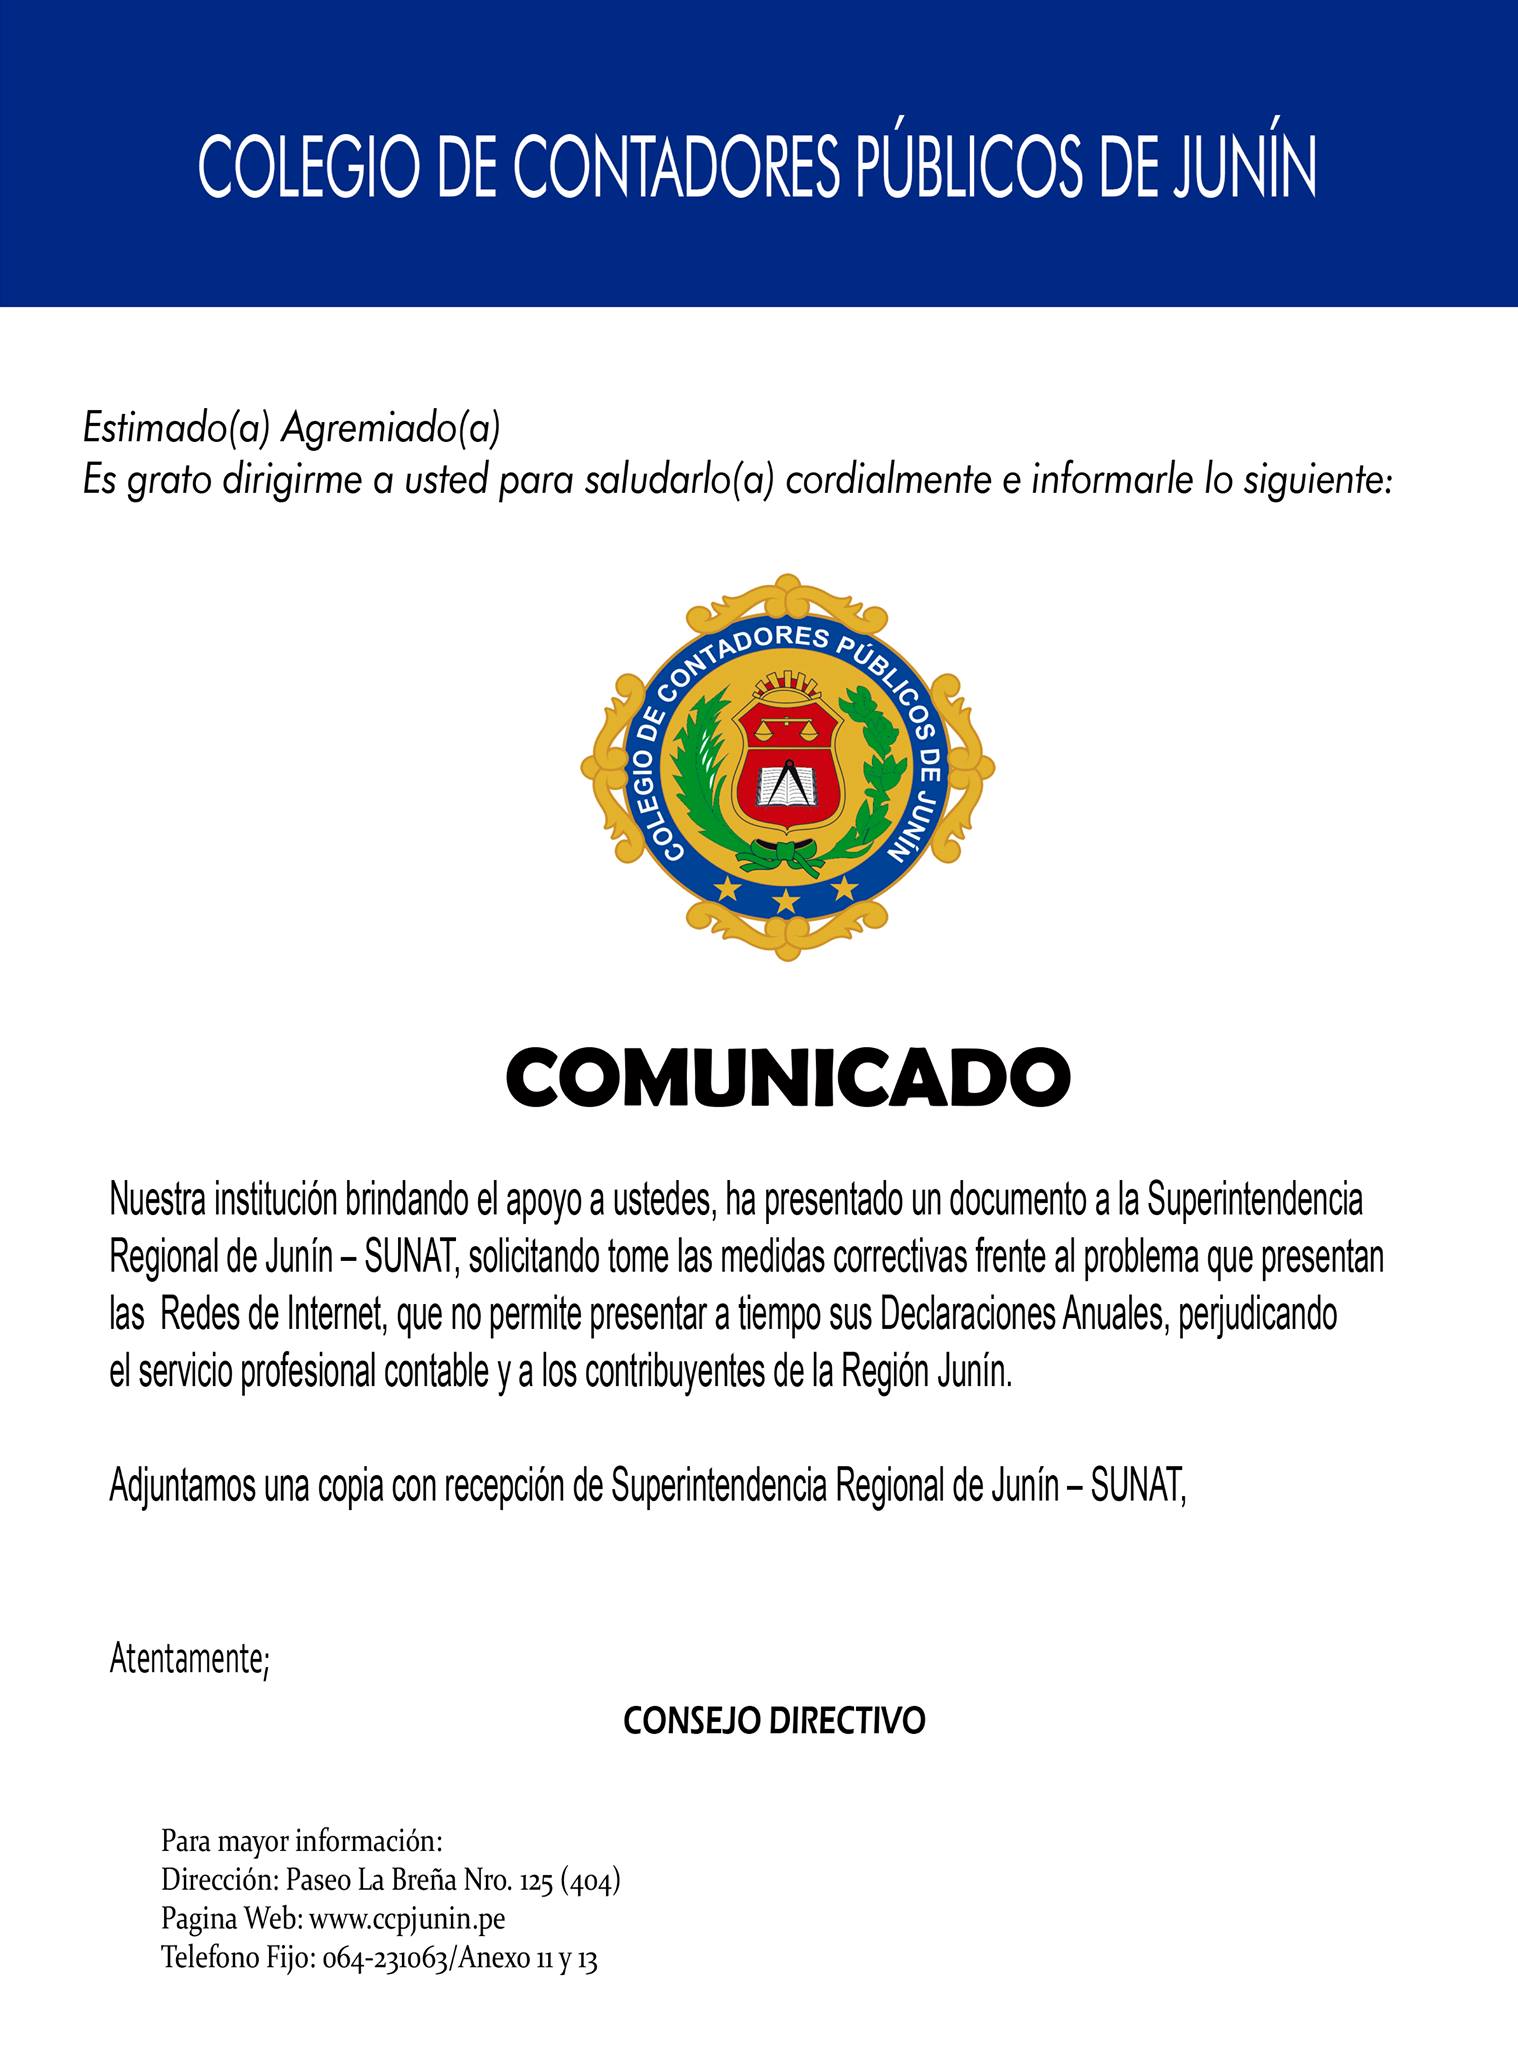 COLEGIO DE CONTADORES PÚBLICOS DE JUNÍN
Estimado(a) Agremiado(a)
Es grato dirigirme a usted para saludarlo(a) cordialmente e informarle lo siguiente:
COLEGIO DE CONTADORES PÚBLICOS DE JUNÍN
COMUNICADO
Nuestra institución brindando el apoyo a ustedes, ha presentado un documento a la Superintendencia
Regional de Junín – SUNAT, solicitando tome las medidas correctivas frente al problema que presentan
las  Redes de Internet, que no permite presentar a tiempo sus Declaraciones Anuales, perjudicando
el servicio profesional contable y a los contribuyentes de la Región Junín.
Adjuntamos una copia con recepción de Superintendencia Regional de Junín – SUNAT,
Atentamente;
CONSEJO DIRECTIVO
Para mayor información:
Dirección: Paseo La Breña Nro. 125 (404)
Pagina Web: www.ccpjunin.pe
Telefono Fijo: 064-231063/Anexo 11 y 13